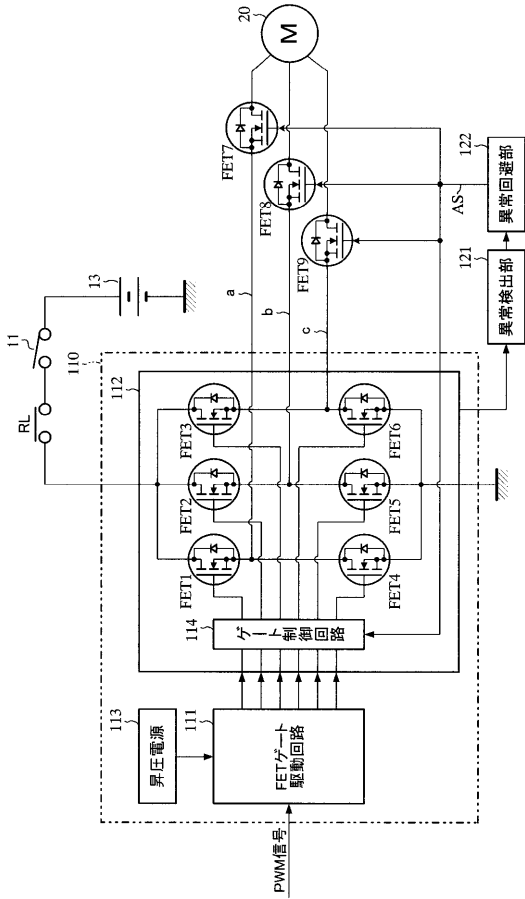 RL
11
13
20
M
110
112
FET1
FET2
FET3
FET7
FET8
FET9
a
b
c
113
昇圧電源
114
ゲート
制御回路
111
FETゲート
駆動回路
PWM信号
FET4
FET5
FET6
AS
121
異常検出部
122
異常回避部